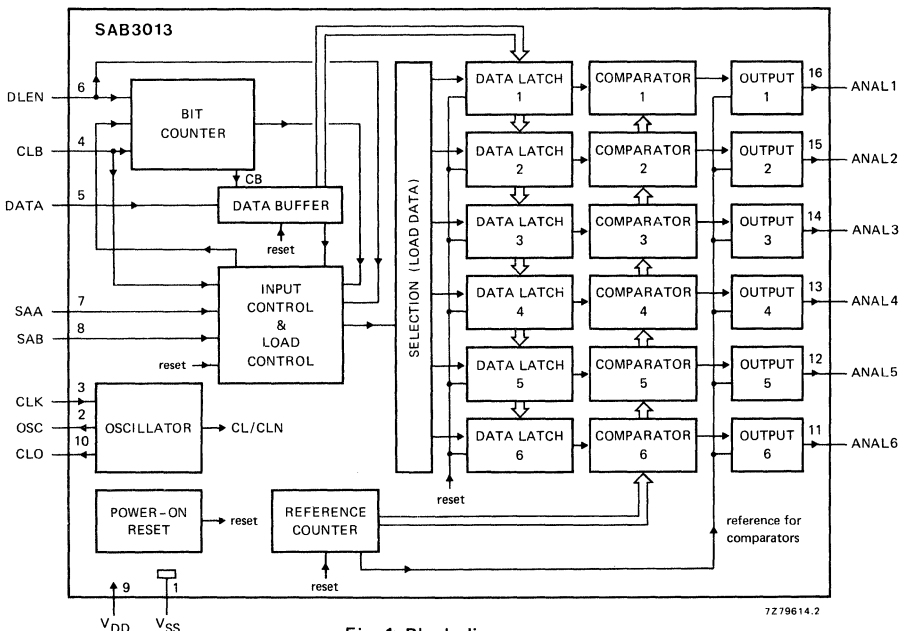 SAB3013
DLEN 6
BIT COUNTER
CLB 4
CB
DATA 5
DATA BUFFER
reset
INPUT CONTROL & LOAD CONTROL
SAA 7
SAB 8
reset
CLK 3
OSC 2
CLO 10
OSCILLATOR
CL/CLN
POWER-ON RESET
reset
REFERENCE COUNTER
reset
SELECTION (LOAD DATA)
DATA LATCH 1
COMPARATOR 1
OUTPUT 1
16 ANAL1
DATA LATCH 2
COMPARATOR 2
OUTPUT 2
15 ANAL2
DATA LATCH 3
COMPARATOR 3
OUTPUT 3
14 ANAL3
DATA LATCH 4
COMPARATOR 4
OUTPUT 4
13 ANAL4
DATA LATCH 5
COMPARATOR 5
OUTPUT 5
12 ANAL5
DATA LATCH 6
COMPARATOR 6
OUTPUT 6
11 ANAL6
reset
reference for comparators
9
VDD
1
VSS
7Z79614.2